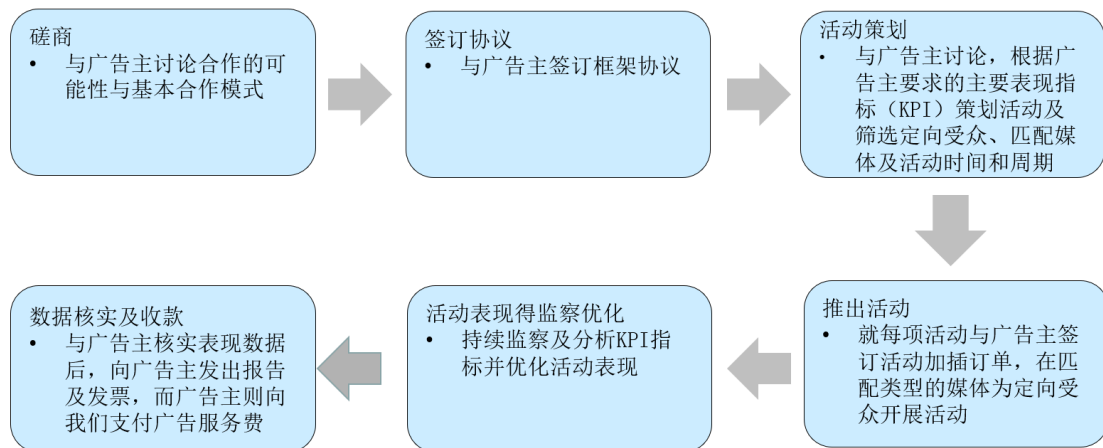 磋商
• 与广告主讨论合作的可
能性与基本合作模式
签订协议
• 与广告主签订框架协议
活动策划
• 与广告主讨论，根据广
告主要求的主要表现指
标（KPI）策划活动及
筛选定向受众、匹配媒
体及活动时间和周期
推出活动
• 就每项活动与广告主签
订活动加插订单，在匹
配类型的媒体为定向受
众开展活动
活动表现得监察优化
• 持续监察及分析KPI指
标并优化活动表现
数据核实及收款
• 与广告主核实表现数据
后，向广告主发出报告
及发票，而广告主则向
我们支付广告服务费